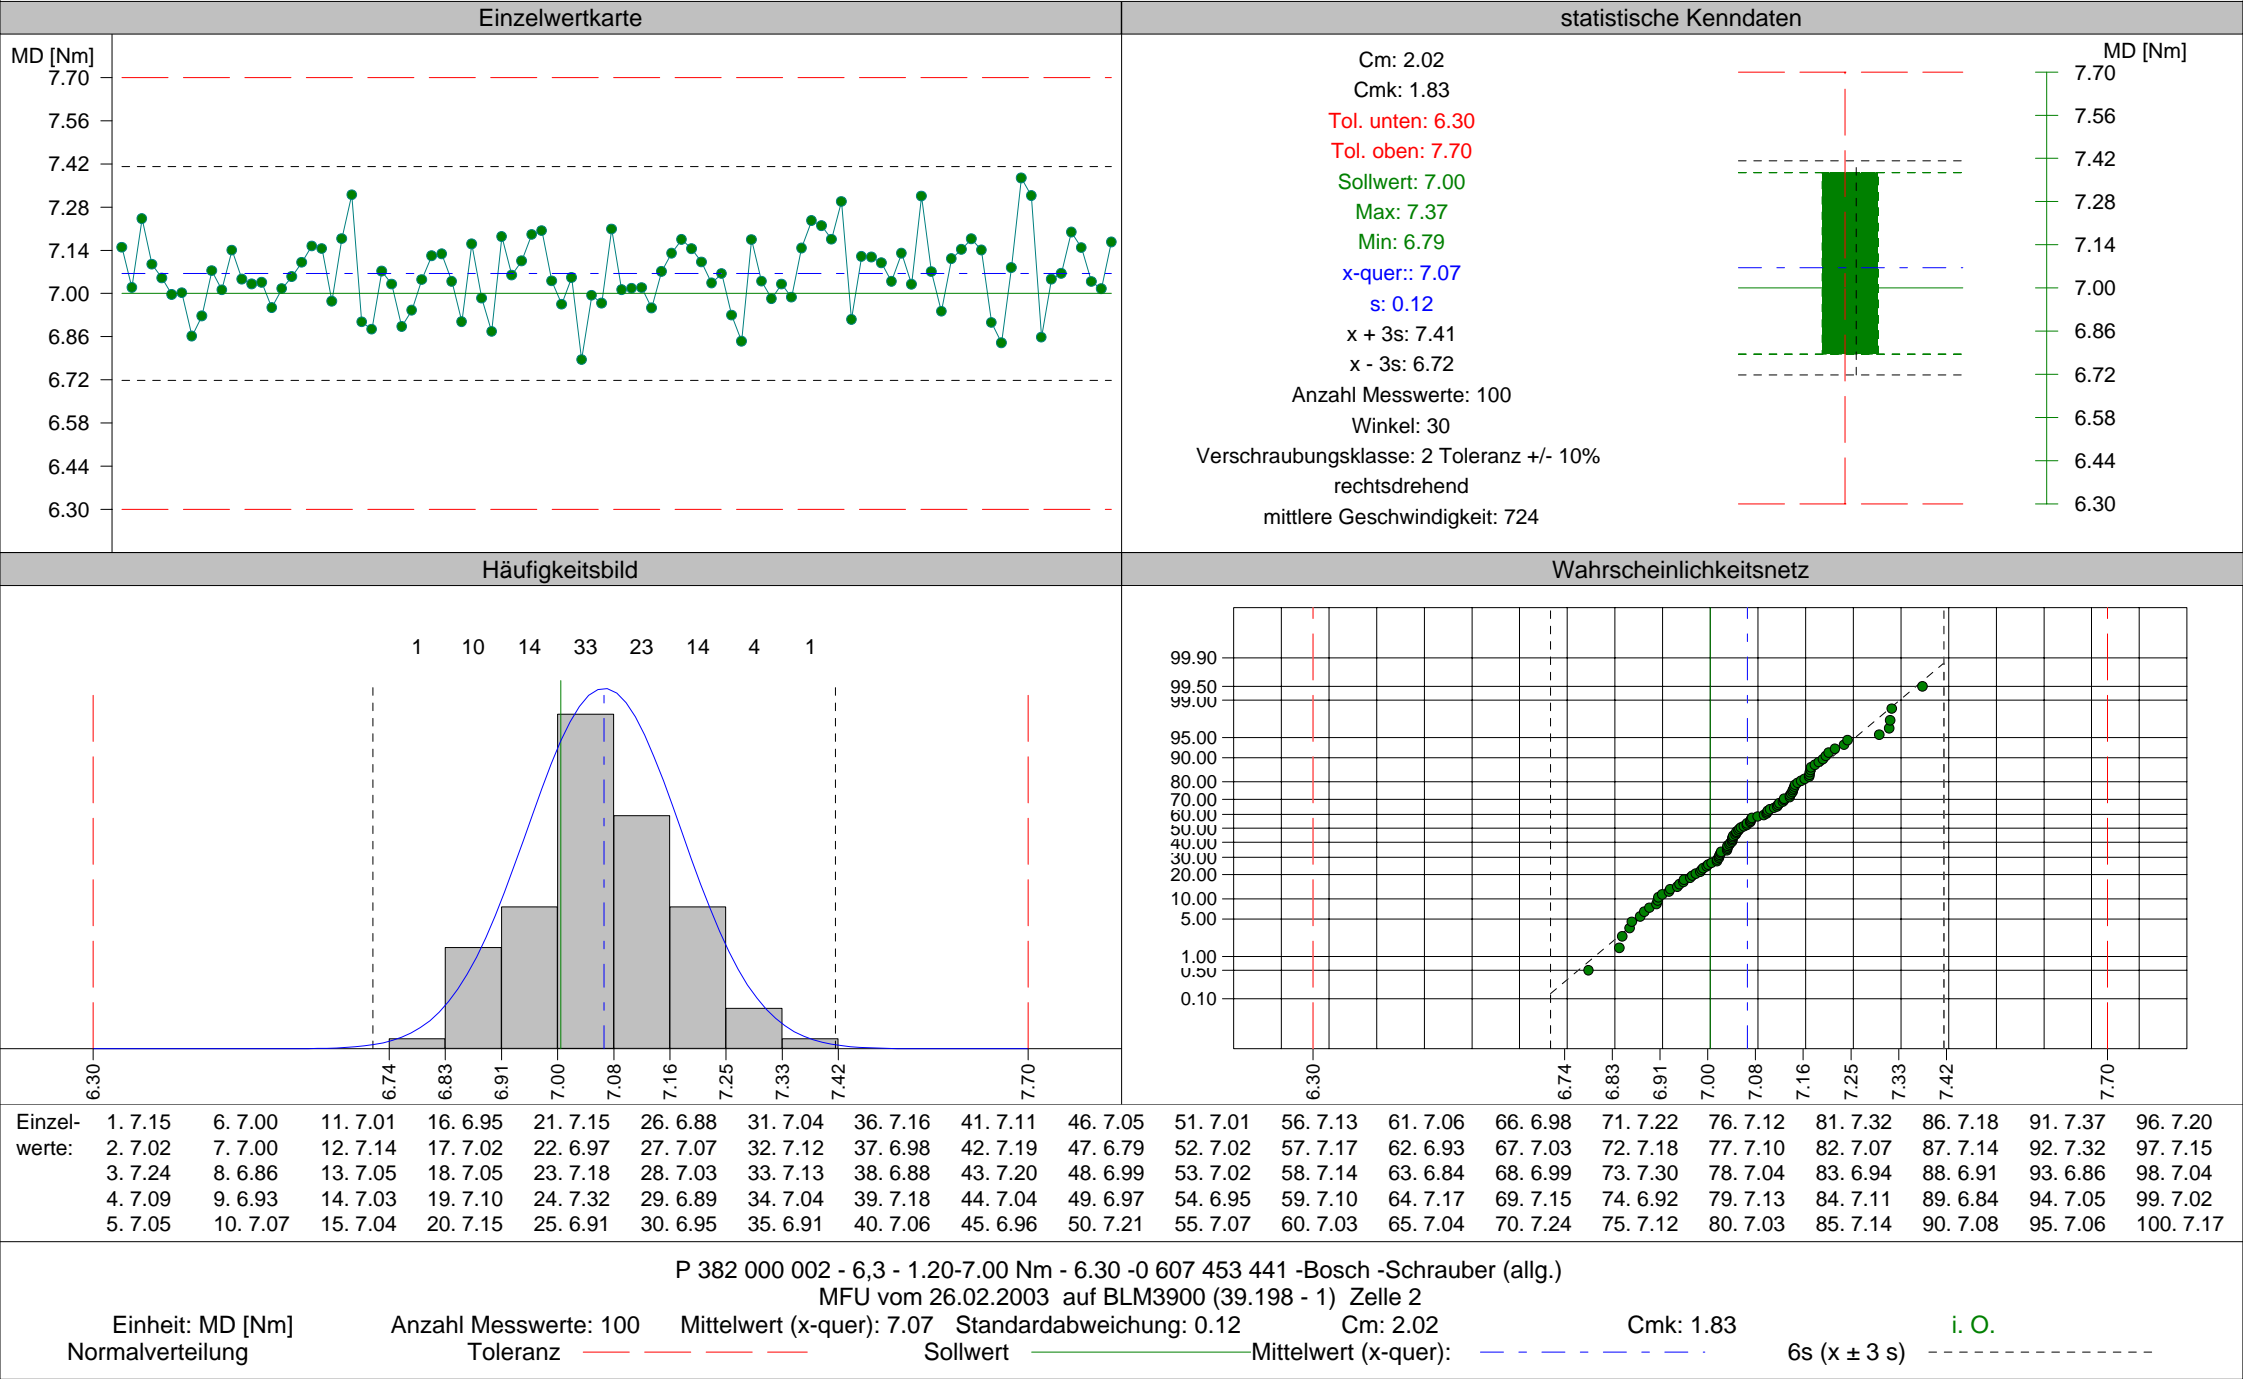 Einzelwertkarte
MD [Nm]
7.70
7.56
7.42
7.28
7.14
7.00
6.86
6.72
6.58
6.44
6.30
statistische Kenndaten
Cm: 2.02
Cmk: 1.83
Tol. unten: 6.30
Tol. oben: 7.70
Sollwert: 7.00
Max: 7.37
Min: 6.79
x-quer:: 7.07
s: 0.12
x + 3s: 7.41
x - 3s: 6.72
Anzahl Messwerte: 100
Winkel: 30
Verschraubungsklasse: 2 Toleranz +/- 10%
rechtsdrehend
mittlere Geschwindigkeit: 724
MD [Nm]
7.70
7.56
7.42
7.28
7.14
7.00
6.86
6.72
6.58
6.44
6.30
Häufigkeitsbild
1 10 14 33 23 14 4 1
6.30 6.74 6.83 6.91 7.00 7.08 7.16 7.25 7.33 7.42 7.70
Wahrscheinlichkeitsnetz
99.90
99.50
99.00
95.00
90.00
80.00
70.00
60.00
50.00
40.00
30.00
20.00
10.00
5.00
1.00
0.50
0.10
6.30 6.74 6.83 6.91 7.00 7.08 7.16 7.25 7.33 7.42 7.70
Einzel- 1. 7.15 6. 7.00 11. 7.01 16. 6.95 21. 7.15 26. 6.88 31. 7.04 36. 7.16 41. 7.11 46. 7.05 51. 7.01 56. 7.13 61. 7.06 66. 6.98 71. 7.22 76. 7.12 81. 7.32 86. 7.18 91. 7.37 96. 7.20
werte: 2. 7.02 7. 7.00 12. 7.14 17. 7.02 22. 6.97 27. 7.07 32. 7.12 37. 6.98 42. 7.19 47. 6.79 52. 7.02 57. 7.17 62. 6.93 67. 7.03 72. 7.18 77. 7.10 82. 7.07 87. 7.14 92. 7.32 97. 7.15
3. 7.24 8. 6.86 13. 7.05 18. 7.05 23. 7.18 28. 7.03 33. 7.13 38. 6.88 43. 7.20 48. 6.99 53. 7.02 58. 7.14 63. 6.84 68. 6.99 73. 7.30 78. 7.04 83. 6.94 88. 6.91 93. 6.86 98. 7.04
4. 7.09 9. 6.93 14. 7.03 19. 7.10 24. 7.32 29. 6.89 34. 7.04 39. 7.18 44. 7.04 49. 6.97 54. 6.95 59. 7.10 64. 7.17 69. 7.15 74. 6.92 79. 7.13 84. 7.11 89. 6.84 94. 7.05 99. 7.02
5. 7.05 10. 7.07 15. 7.04 20. 7.15 25. 6.91 30. 6.95 35. 6.91 40. 7.06 45. 6.96 50. 7.21 55. 7.07 60. 7.03 65. 7.04 70. 7.24 75. 7.12 80. 7.03 85. 7.14 90. 7.08 95. 7.06 100. 7.17
P 382 000 002 - 6,3 - 1.20-7.00 Nm - 6.30 -0 607 453 441 -Bosch -Schrauber (allg.)
MFU vom 26.02.2003 auf BLM3900 (39.198 - 1) Zelle 2
Einheit: MD [Nm] Anzahl Messwerte: 100 Mittelwert (x-quer): 7.07 Standardabweichung: 0.12 Cm: 2.02 Cmk: 1.83 i. O.
Normalverteilung Toleranz Sollwert Mittelwert (x-quer): 6s (x ± 3 s)